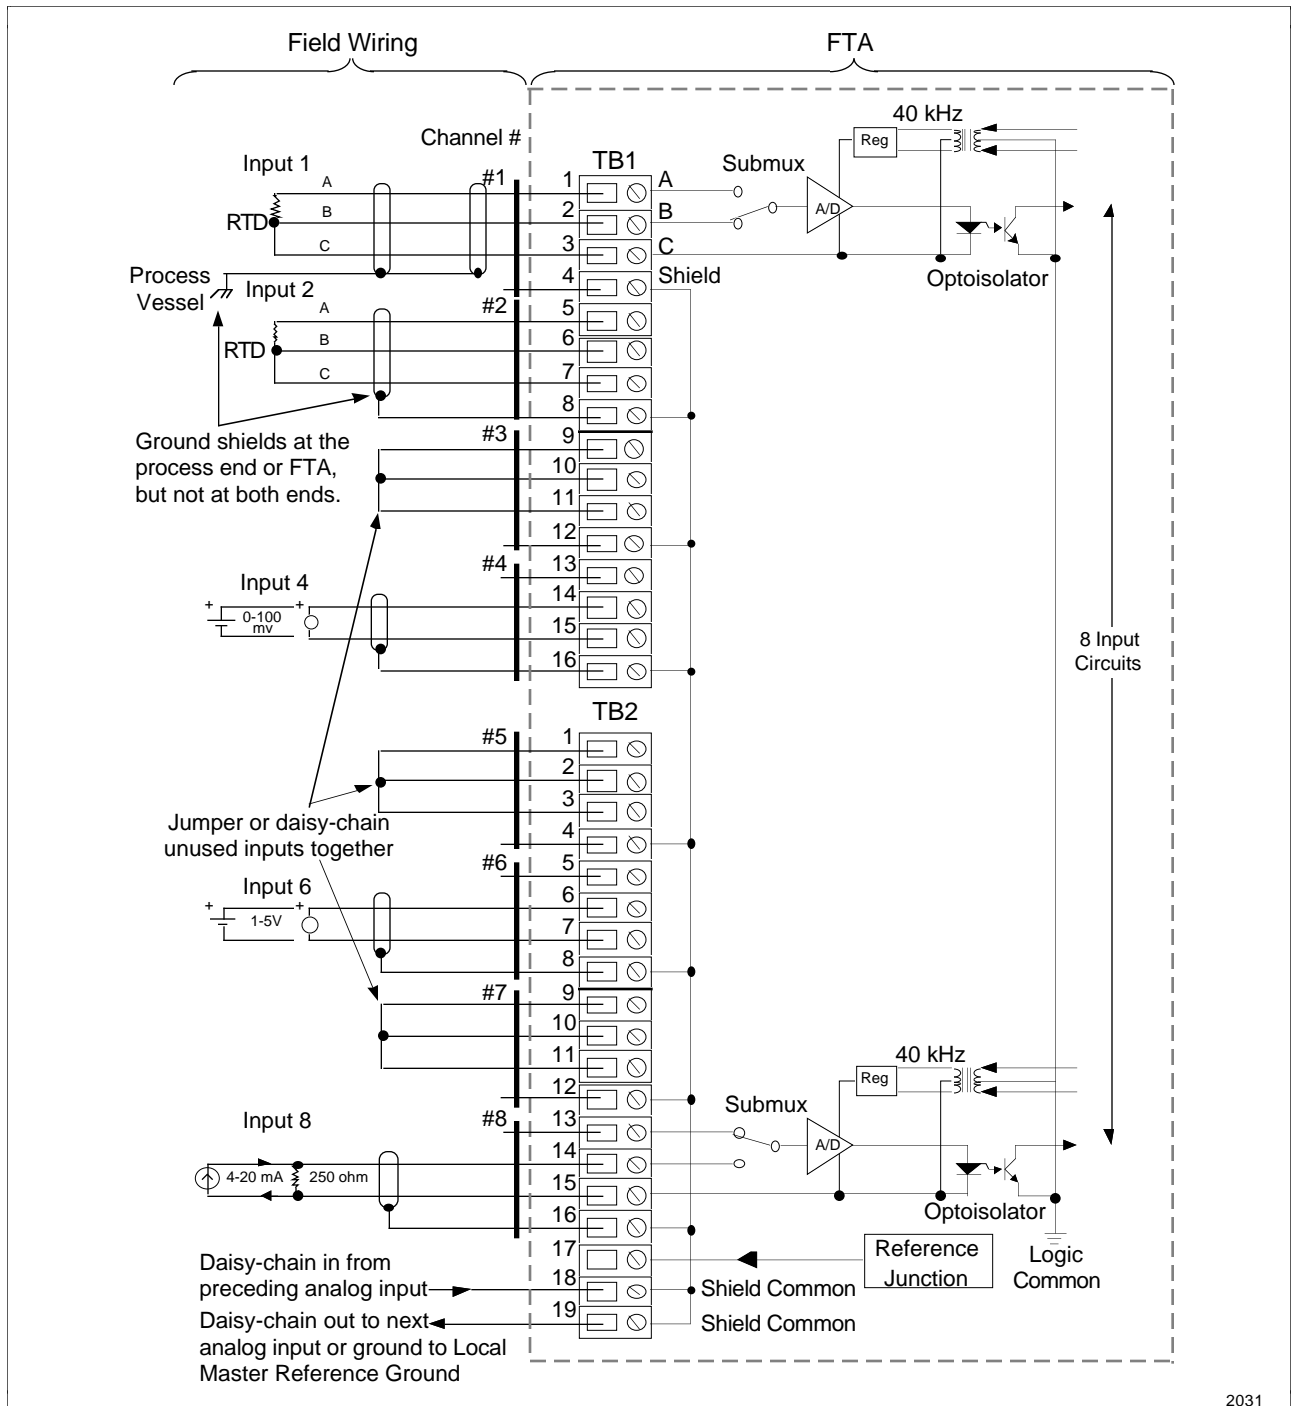 Field Wiring
FTA
40 kHz
Reg
Channel #
TB1
Submux
Input 1
#1
1
A
A
A/D
2
B
B
RTD
3
C
C
Optoisolator
4
Shield
Process
Vessel
Input 2
#2
5
A
6
B
RTD
7
C
8
Ground shields at the
process end or FTA,
but not at both ends.
#3
9
10
11
12
#4
13
Input 4
14
+
+
0-100
mv
15
16
8 Input
Circuits
TB2
#5
1
2
3
Jumper or daisy-chain
unused inputs together
4
#6
5
Input 6
6
+
+
1-5V
7
8
#7
9
10
11
40 kHz
Reg
12
Submux
Input 8
#8
13
A/D
14
4-20 mA
250 ohm
15
Optoisolator
16
17
Reference
Junction
Logic
Common
Daisy-chain in from
preceding analog input
18
Shield Common
19
Shield Common
Daisy-chain out to next
analog input or ground to Local
Master Reference Ground
2031